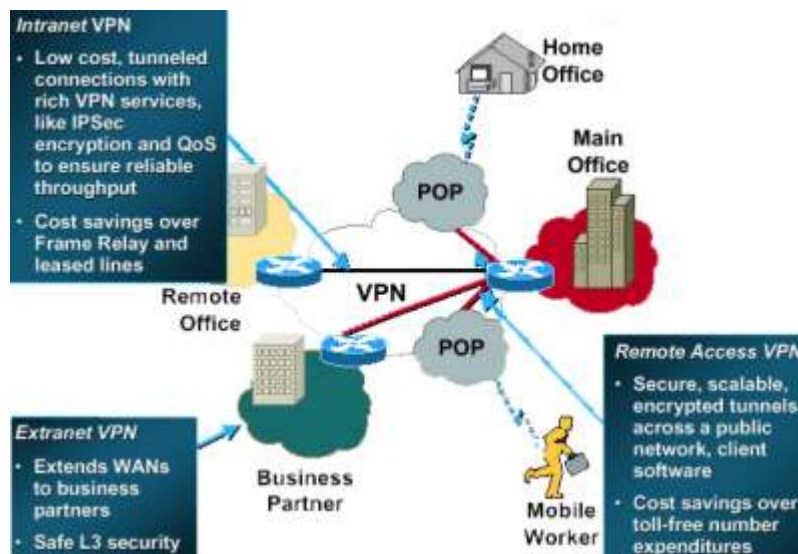 Intranet VPN
• Low cost, tunneled
connections with
rich VPN services,
like IPSec
encryption and QoS
to ensure reliable
throughput
• Cost savings over
Frame Relay and
leased lines
Home
Office
Main
Office
POP
VPN
Remote
Office
POP
Business
Partner
Mobile
Worker
Extranet VPN
• Extends WANs
to business
partners
• Safe L3 security
Remote Access VPN
• Secure, scalable,
encrypted tunnels
across a public
network, client
software
• Cost savings over
toll-free number
expenditures